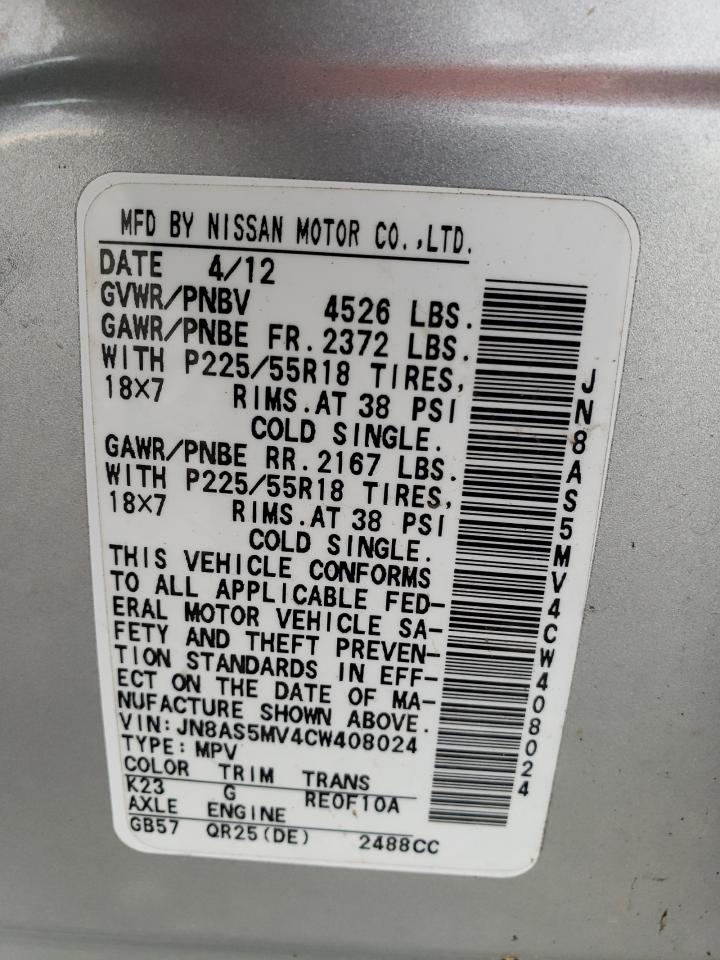 MFD BY NISSAN MOTOR CO.,LTD.
DATE 4/12
GVWR/PNBV 4526 LBS.
GAWR/PNBE FR.2372 LBS.
WITH P225/55R18 TIRES,
18X7 RIMS.AT 38 PSI
COLD SINGLE.
GAWR/PNBE RR.2167 LBS.
WITH P225/55R18 TIRES,
18X7 RIMS.AT 38 PSI
COLD SINGLE.
THIS VEHICLE CONFORMS
TO ALL APPLICABLE FED-
ERAL MOTOR VEHICLE SA-
FETY AND THEFT PREVEN-
TION STANDARDS IN EFF-
ECT ON THE DATE OF MA-
NUFACTURE SHOWN ABOVE.
VIN:JN8AS5MV4CW408024
TYPE:MPV
COLOR TRIM TRANS
K23 G RE0F10A
AXLE ENGINE
GB57 QR25(DE) 2488CC
JN8AS5MV4CW408024